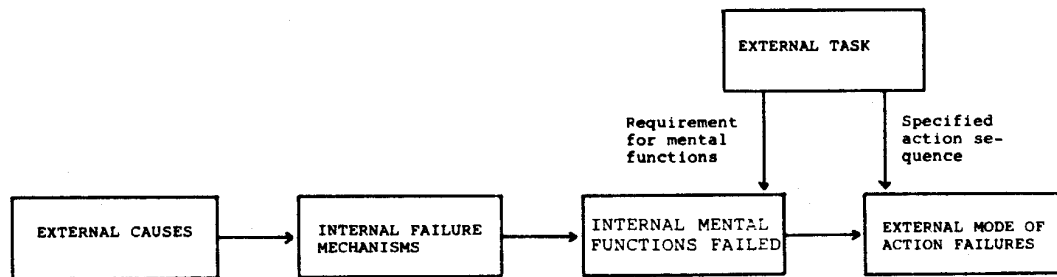 EXTERNAL TASK
Requirement
for mental
functions
Specified
action se-
quence
EXTERNAL CAUSES
INTERNAL FAILURE
MECHANISMS
INTERNAL MENTAL
FUNCTIONS FAILED
EXTERNAL MODE OF
ACTION FAILURES